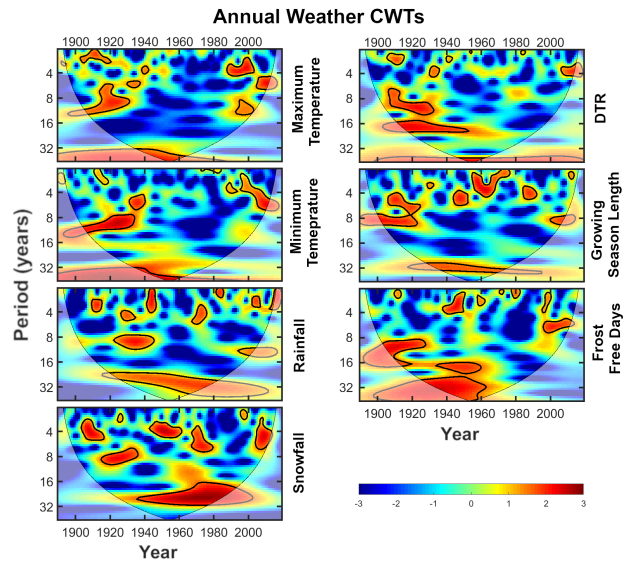 Annual Weather CWTs
1900 1920 1940 1960 1980 2000
1900 1920 1940 1960 1980 2000
4
8
16
32
Maximum
Temperature
4
8
16
32
DTR
4
8
16
32
Minimum
Temeprature
4
8
16
32
Growing
Season Length
Period (years)
4
8
16
32
Rainfall
4
8
16
32
Frost
Free Days
1900 1920 1940 1960 1980 2000
Year
4
8
16
32
Snowfall
1900 1920 1940 1960 1980 2000
Year
-3 -2 -1 0 1 2 3